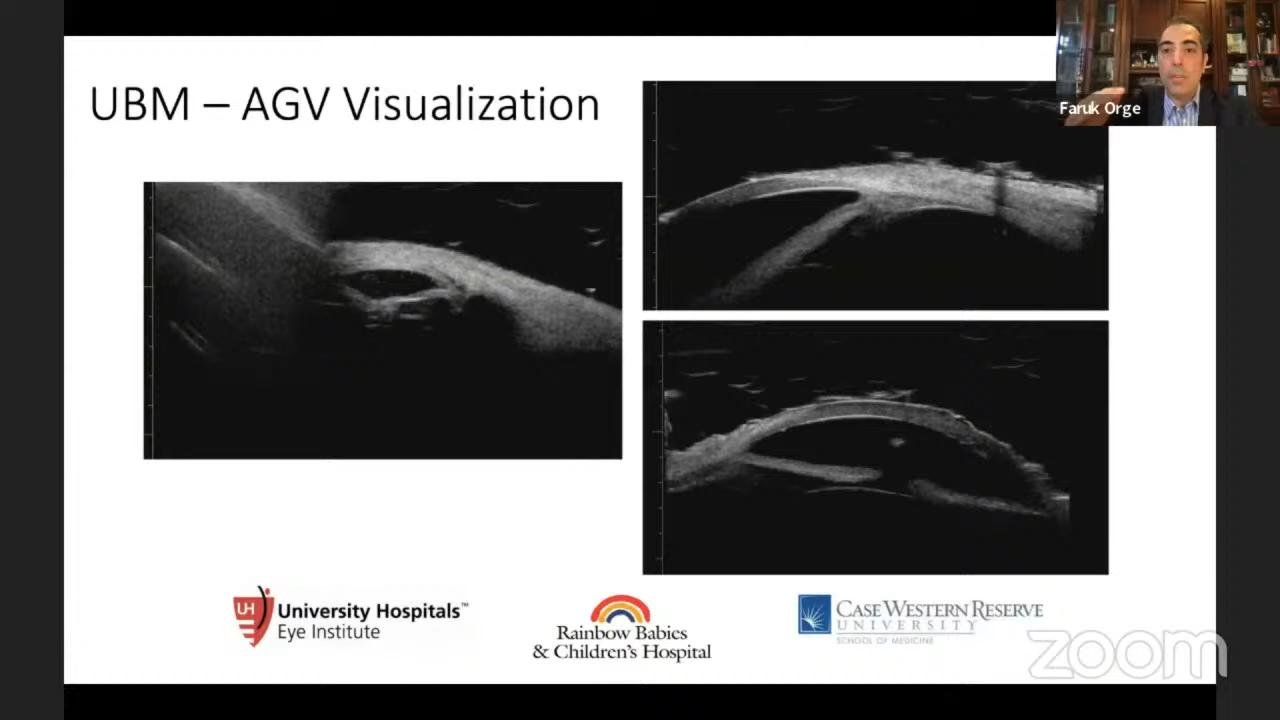 UBM – AGV Visualization
Faruk Orge
UH
University Hospitals™
Eye Institute
Rainbow Babies
& Children's Hospital
CASE WESTERN RESERVE
UNIVERSITY
SCHOOL OF MEDICINE
zoom